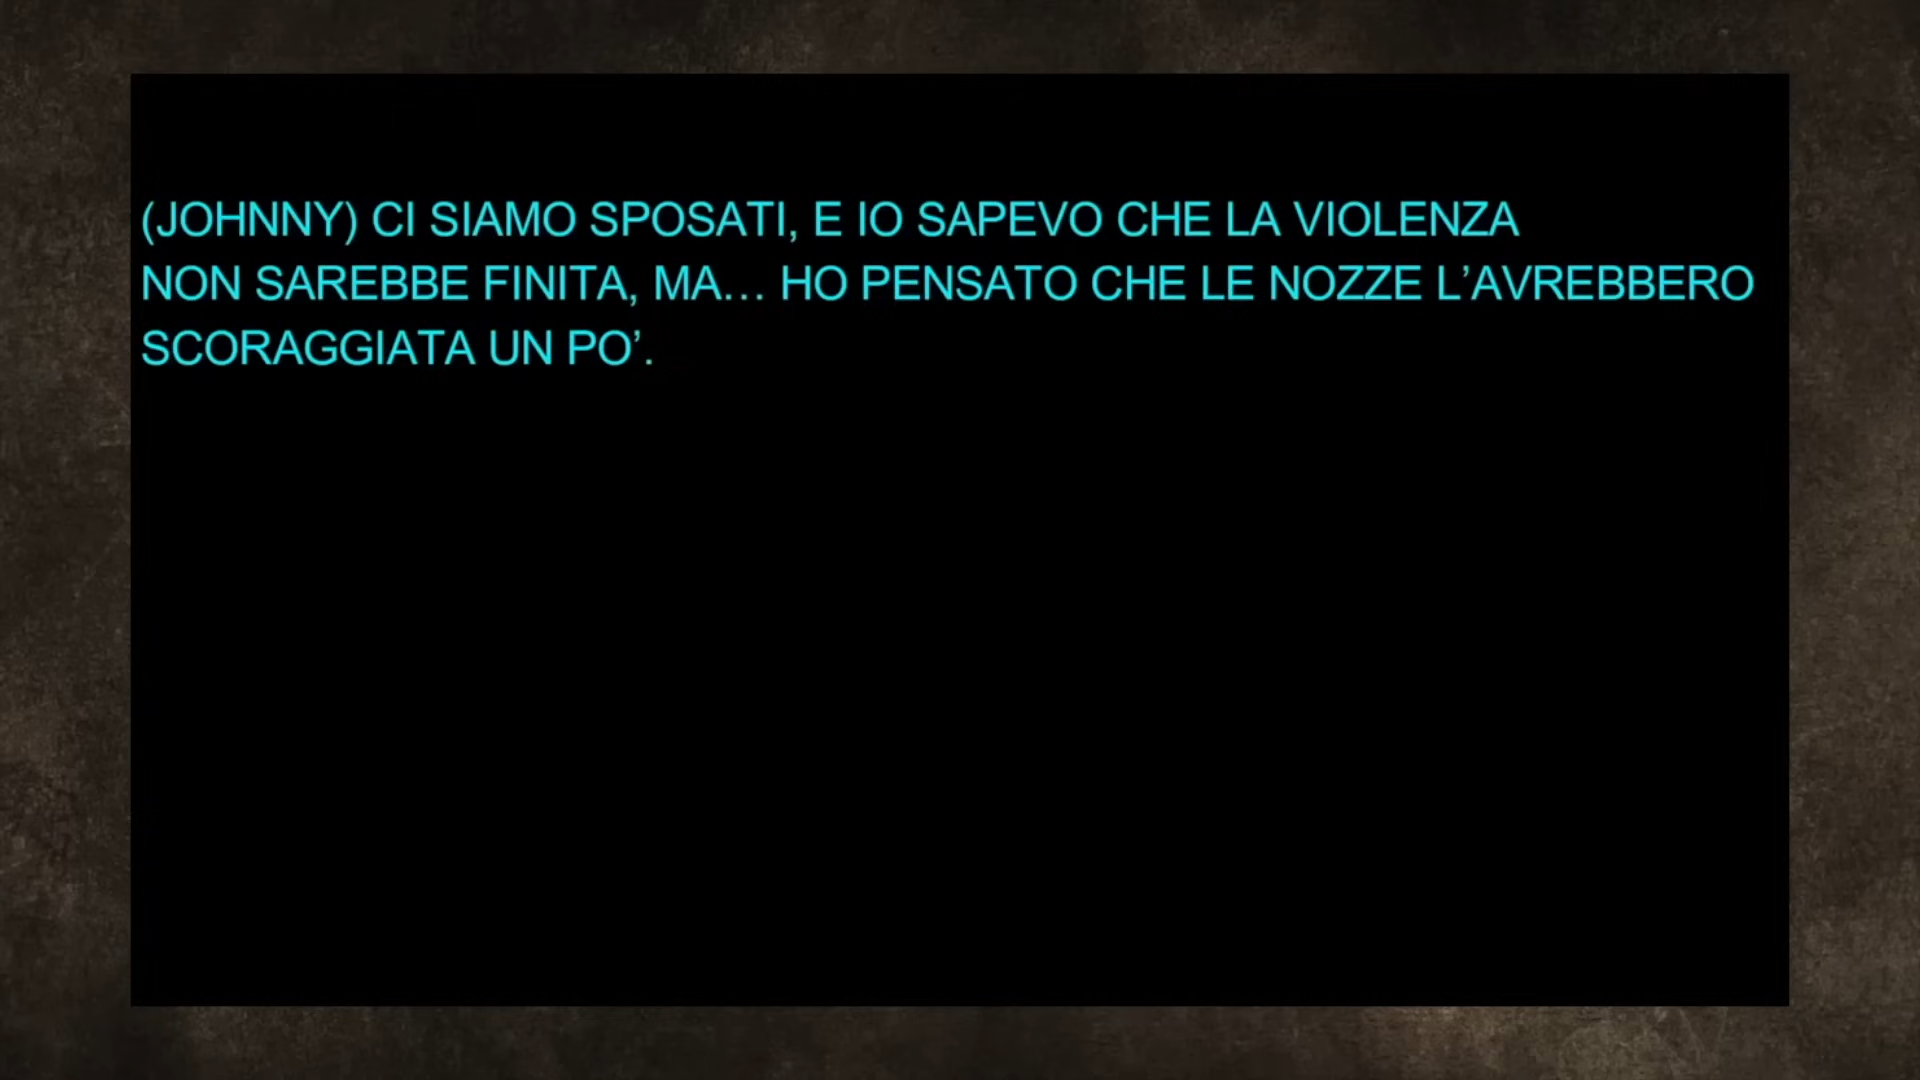 (JOHNNY) CI SIAMO SPOSATI, E IO SAPEVO CHE LA VIOLENZA
NON SAREBBE FINITA, MA… HO PENSATO CHE LE NOZZE L’AVREBBERO
SCORAGGIATA UN PO’.